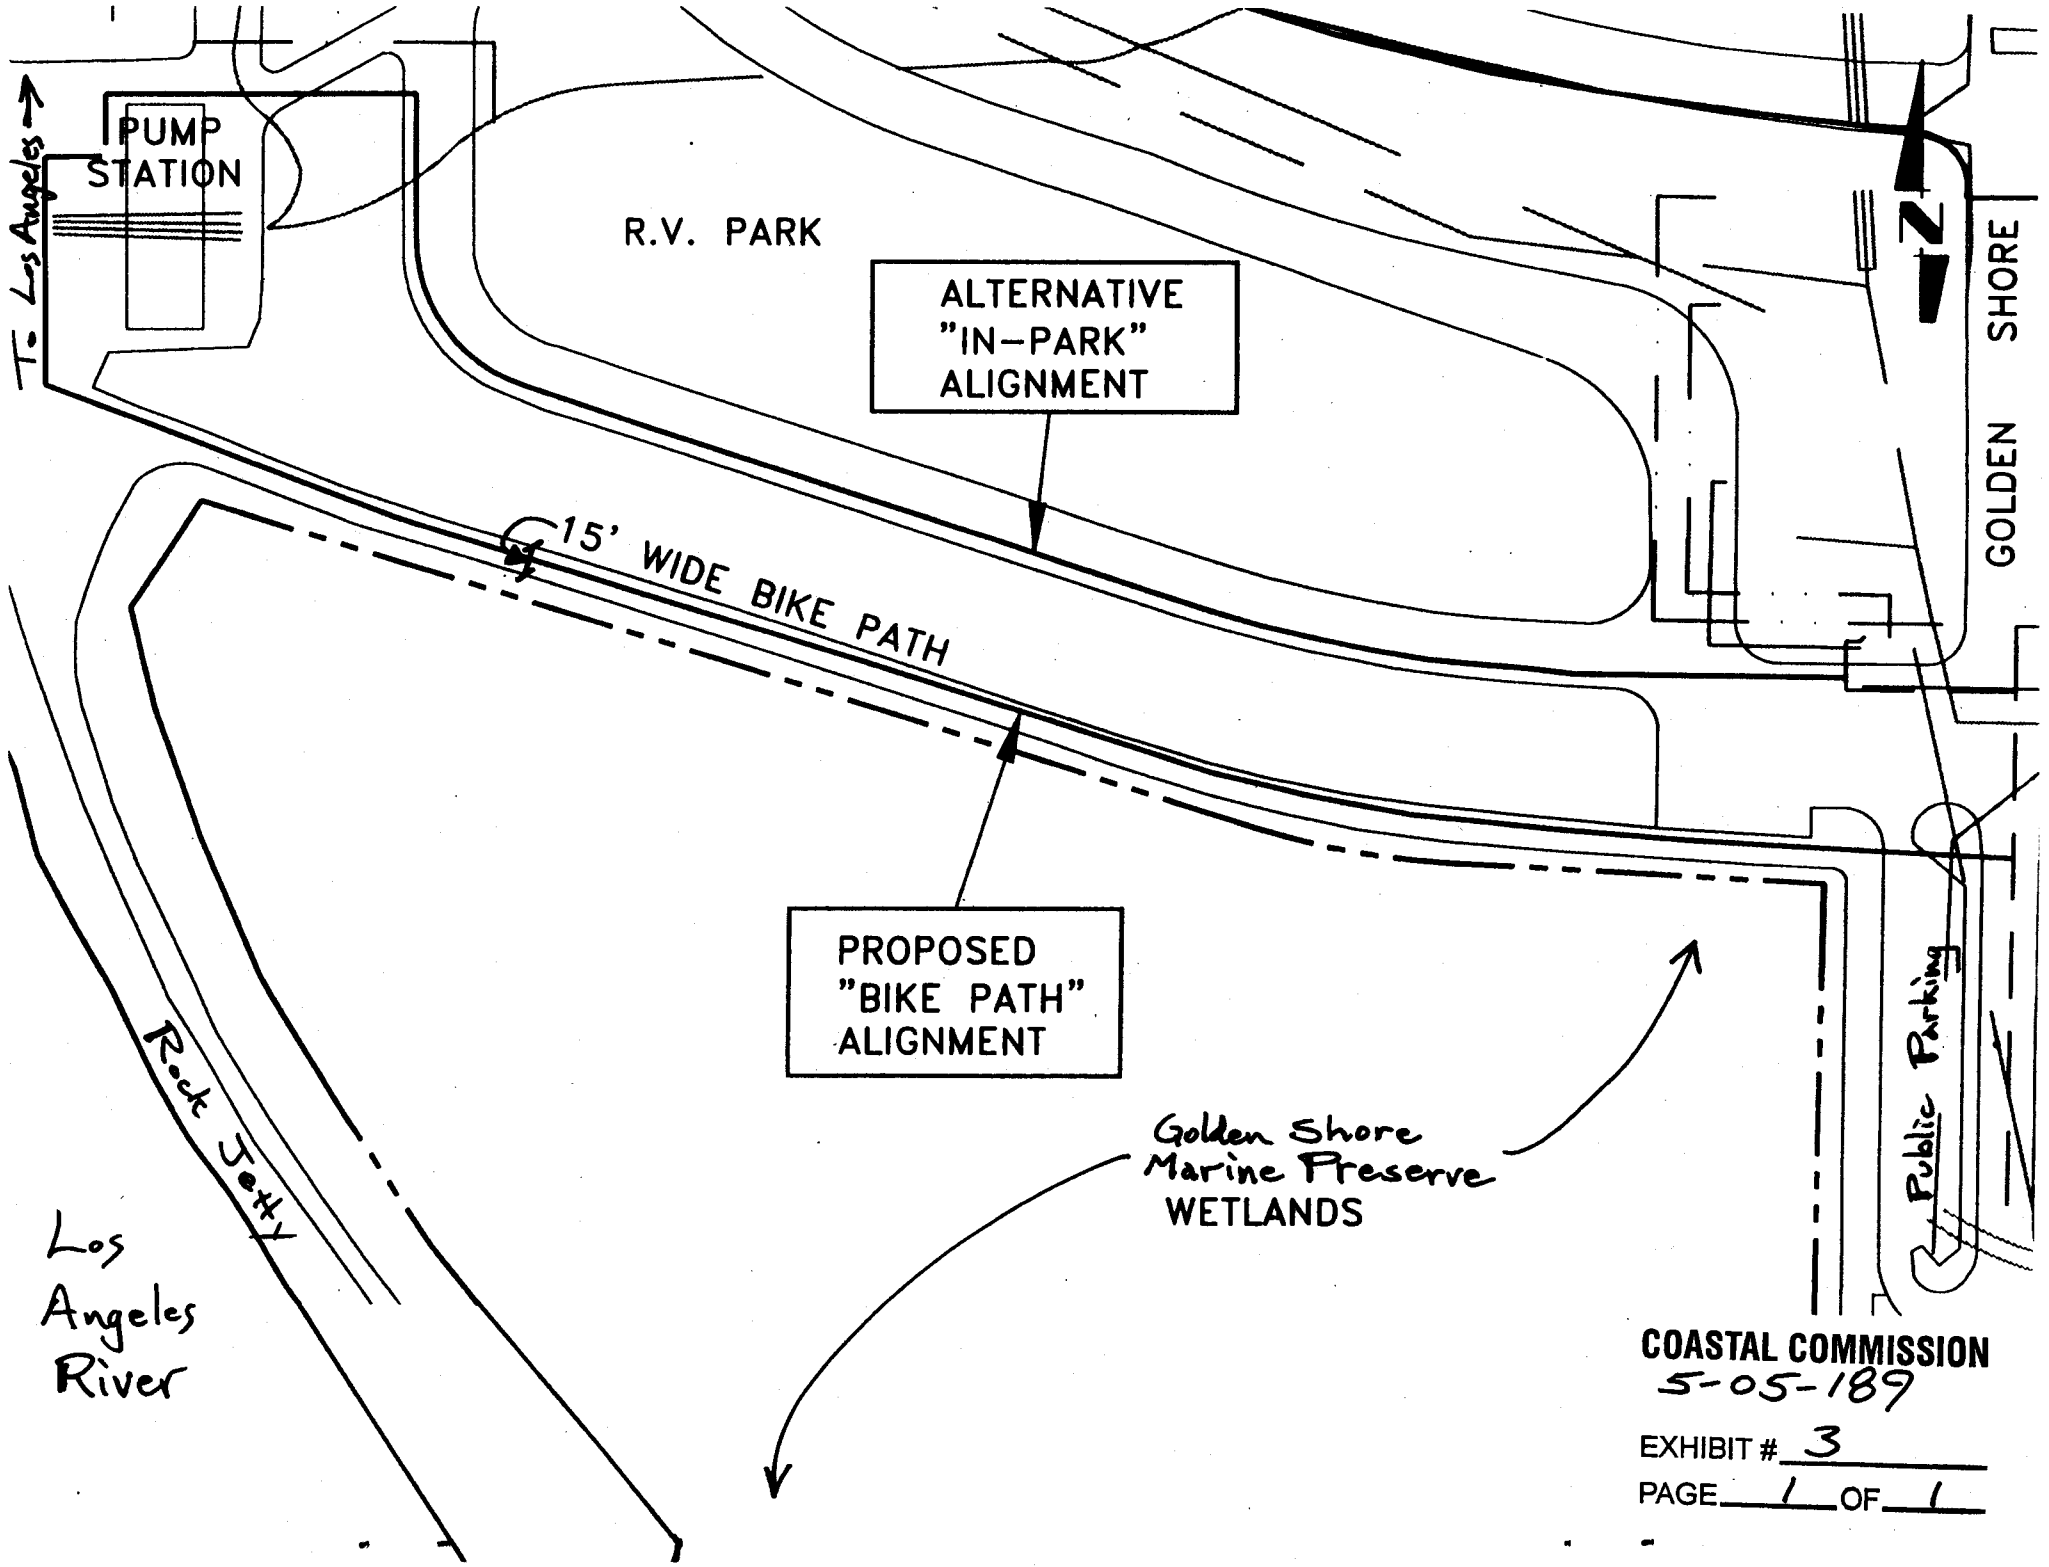 To Los Angeles →
PUMP
STATION
R.V. PARK
ALTERNATIVE
"IN-PARK"
ALIGNMENT
N
GOLDEN SHORE
15' WIDE BIKE PATH
PROPOSED
"BIKE PATH"
ALIGNMENT
Golden Shore
Marine Preserve
WETLANDS
Public Parking
Rock Jetty
Los
Angeles
River
COASTAL COMMISSION
5-05-189
EXHIBIT # 3
PAGE 1 OF 1